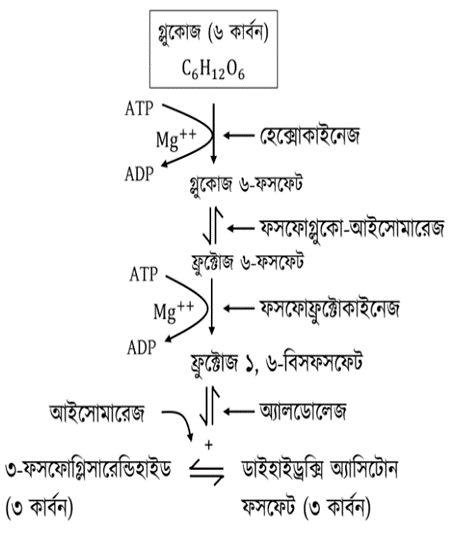 গ্লুকোজ (৬ কার্বন)
C₆H₁₂O₆
ATP
Mg⁺⁺
হেক্সোকাইনেজ
ADP
গ্লুকোজ ৬-ফসফেট
ফসফোগ্লুকো-আইসোমারেজ
ফ্রুক্টোজ ৬-ফসফেট
ATP
Mg⁺⁺
ফসফোফ্রুক্টোকাইনেজ
ADP
ফ্রুক্টোজ ১, ৬-বিসফসফেট
আইসোমারেজ
অ্যালডোলেজ
+
৩-ফসফোগ্লিসারেন্ডিহাইড
(৩ কার্বন)
ডাইহাইড্রক্সি অ্যাসিটোন
ফসফেট (৩ কার্বন)